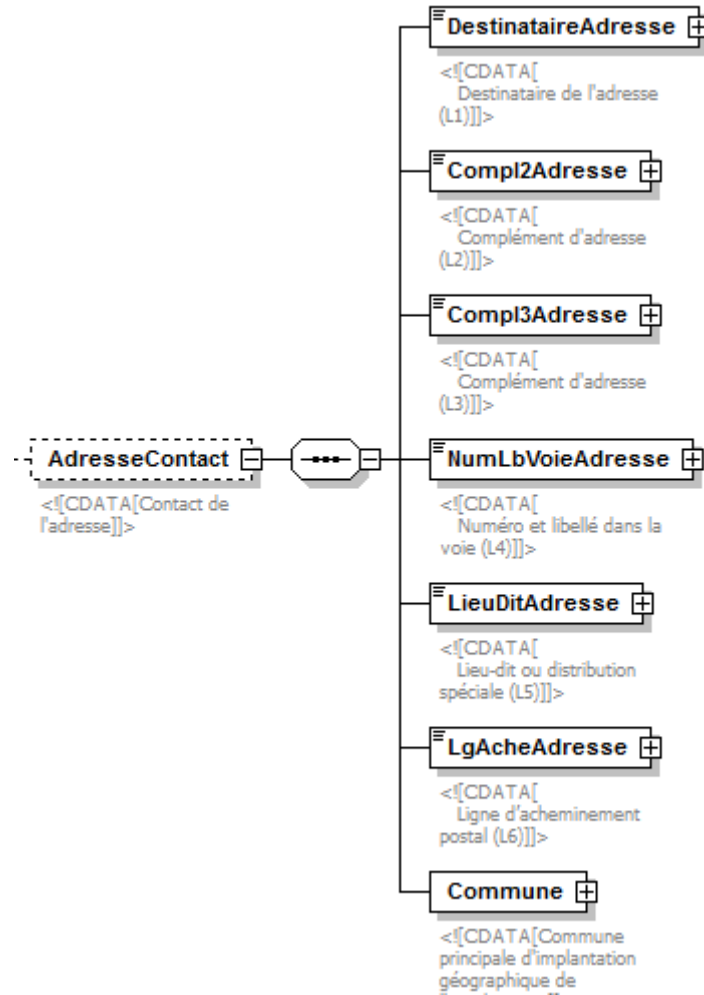 DestinataireAdresse
<![CDATA[
Destinataire de l'adresse
(L1)]]>
Compl2Adresse
<![CDATA[
Complément d'adresse
(L2)]]>
Compl3Adresse
<![CDATA[
Complément d'adresse
(L3)]]>
AdresseContact
<![CDATA[Contact de
l'adresse]]>
NumLbVoieAdresse
<![CDATA[
Numéro et libellé dans la
voie (L4)]]>
LieuDitAdresse
<![CDATA[
Lieu-dit ou distribution
spéciale (L5)]]>
LgAcheAdresse
<![CDATA[
Ligne d'acheminement
postal (L6)]]>
Commune
<![CDATA[Commune
principale d'implantation
géographique de